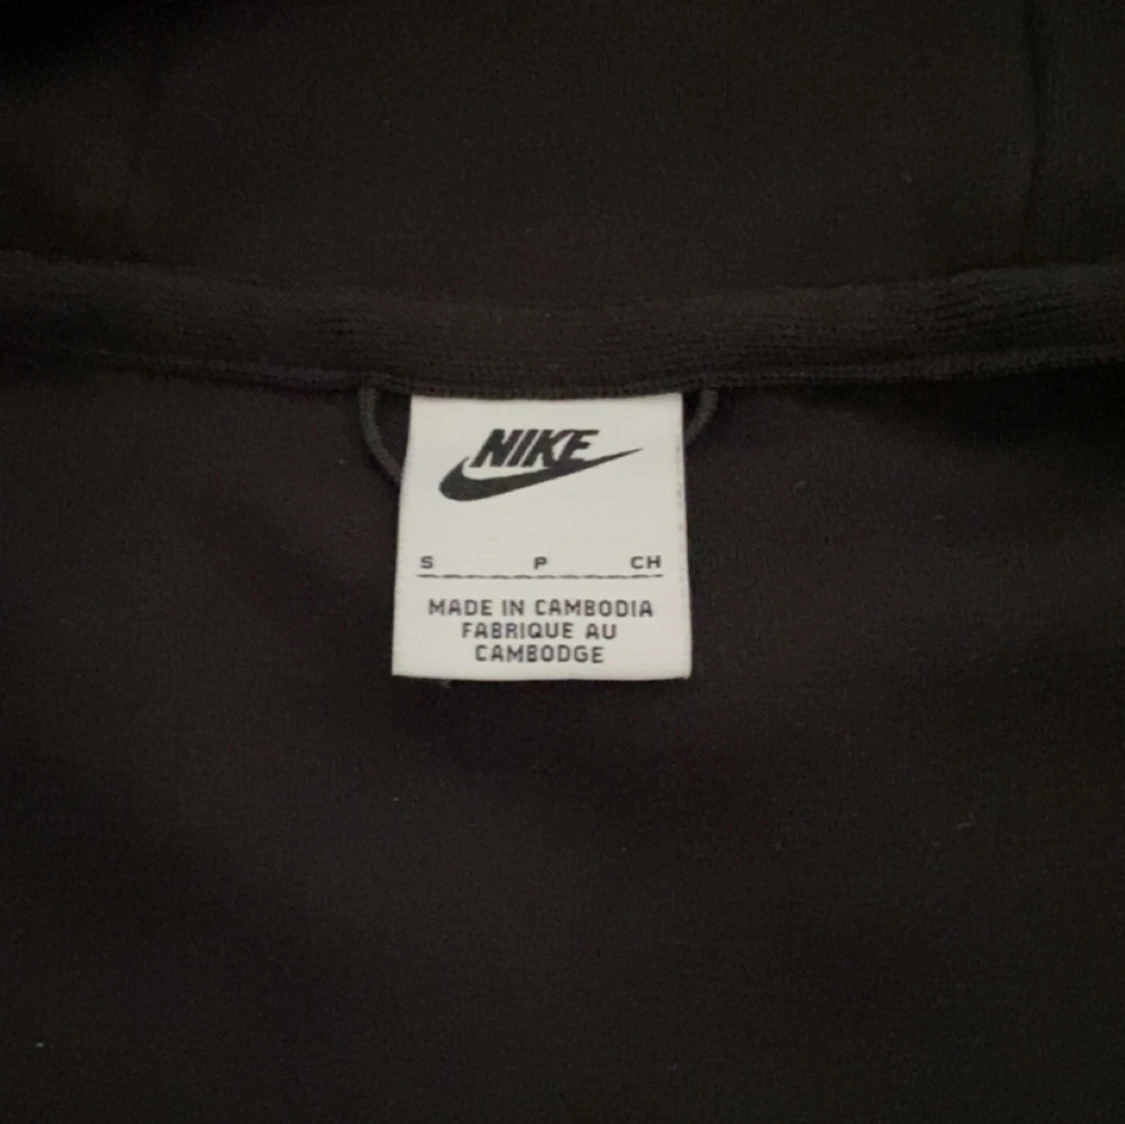 NIKE
S P CH
MADE IN CAMBODIA
FABRIQUE AU
CAMBODGE